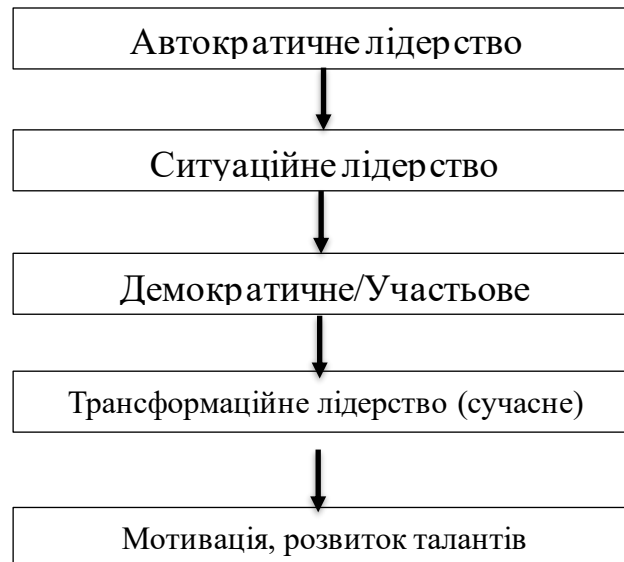 Автократичне лідерство
Ситуаційне лідерство
Демократичне/Участьове
Трансформаційне лідерство (сучасне)
Мотивація, розвиток талантів